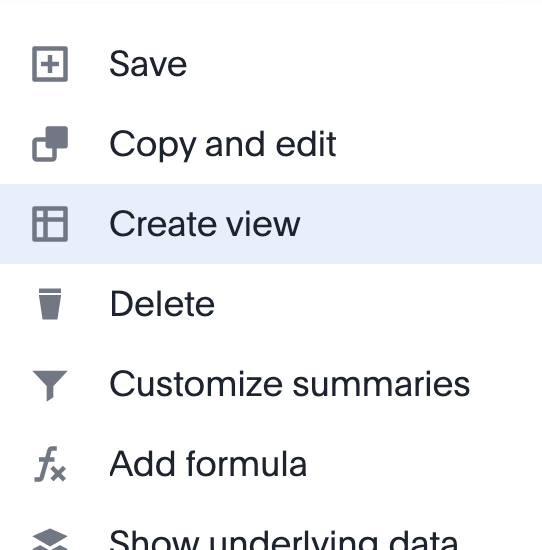 Save
Copy and edit
Create view
Delete
Customize summaries
Add formula
Show underlying data